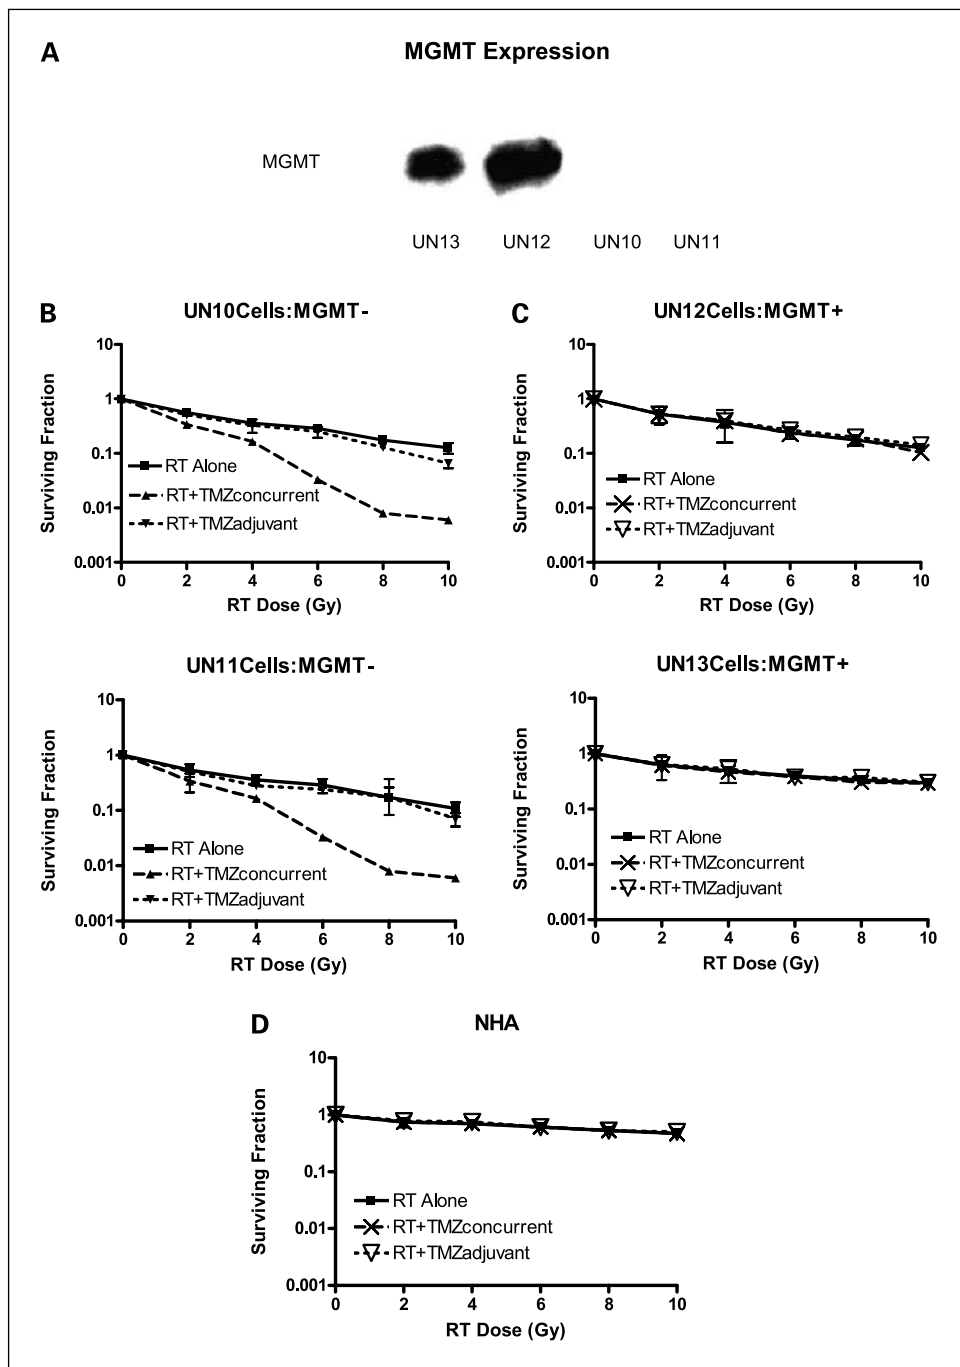 A
MGMT Expression
MGMT
UN13 UN12 UN10 UN11
B
UN10Cells:MGMT-
Surviving Fraction
10
1
0.1
0.01
0.001
RT Alone
RT+TMZconcurrent
RT+TMZadjuvant
0 2 4 6 8 10
RT Dose (Gy)
C
UN12Cells:MGMT+
Surviving Fraction
10
1
0.1
0.01
0.001
RT Alone
RT+TMZconcurrent
RT+TMZadjuvant
0 2 4 6 8 10
RT Dose (Gy)
UN11Cells:MGMT-
Surviving Fraction
10
1
0.1
0.01
0.001
RT Alone
RT+TMZconcurrent
RT+TMZadjuvant
0 2 4 6 8 10
RT Dose (Gy)
UN13Cells:MGMT+
Surviving Fraction
10
1
0.1
0.01
0.001
RT Alone
RT+TMZconcurrent
RT+TMZadjuvant
0 2 4 6 8 10
RT Dose (Gy)
D
NHA
Surviving Fraction
10
1
0.1
0.01
0.001
RT Alone
RT+TMZconcurrent
RT+TMZadjuvant
0 2 4 6 8 10
RT Dose (Gy)